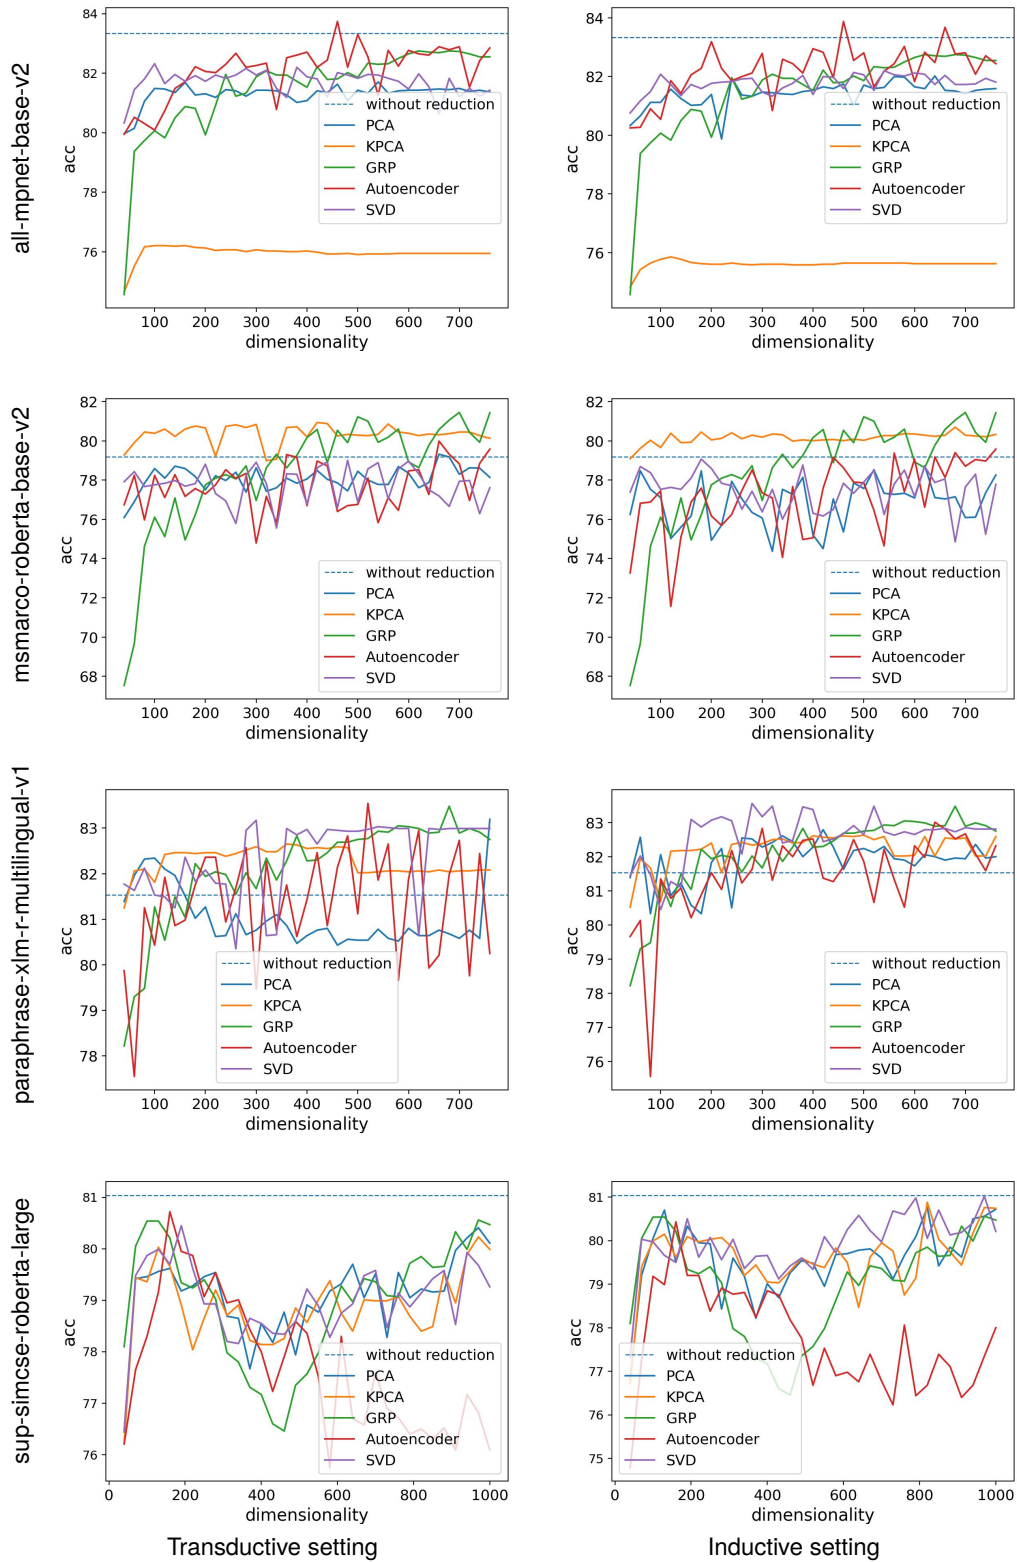 all-mpnet-base-v2
84
82
80
78
76
acc
100 200 300 400 500 600 700
dimensionality
without reduction
PCA
KPCA
GRP
Autoencoder
SVD
84
82
80
78
76
acc
100 200 300 400 500 600 700
dimensionality
without reduction
PCA
KPCA
GRP
Autoencoder
SVD
msmarco-roberta-base-v2
82
80
78
76
74
72
70
68
acc
100 200 300 400 500 600 700
dimensionality
without reduction
PCA
KPCA
GRP
Autoencoder
SVD
82
80
78
76
74
72
70
68
acc
100 200 300 400 500 600 700
dimensionality
without reduction
PCA
KPCA
GRP
Autoencoder
SVD
paraphrase-xlm-r-multilingual-v1
83
82
81
80
79
78
acc
100 200 300 400 500 600 700
dimensionality
without reduction
PCA
KPCA
GRP
Autoencoder
SVD
83
82
81
80
79
78
77
76
acc
100 200 300 400 500 600 700
dimensionality
without reduction
PCA
KPCA
GRP
Autoencoder
SVD
sup-simcse-roberta-large
81
80
79
78
77
76
acc
0 200 400 600 800 1000
dimensionality
without reduction
PCA
KPCA
GRP
Autoencoder
SVD
81
80
79
78
77
76
75
acc
0 200 400 600 800 1000
dimensionality
without reduction
PCA
KPCA
GRP
Autoencoder
SVD
Transductive setting
Inductive setting